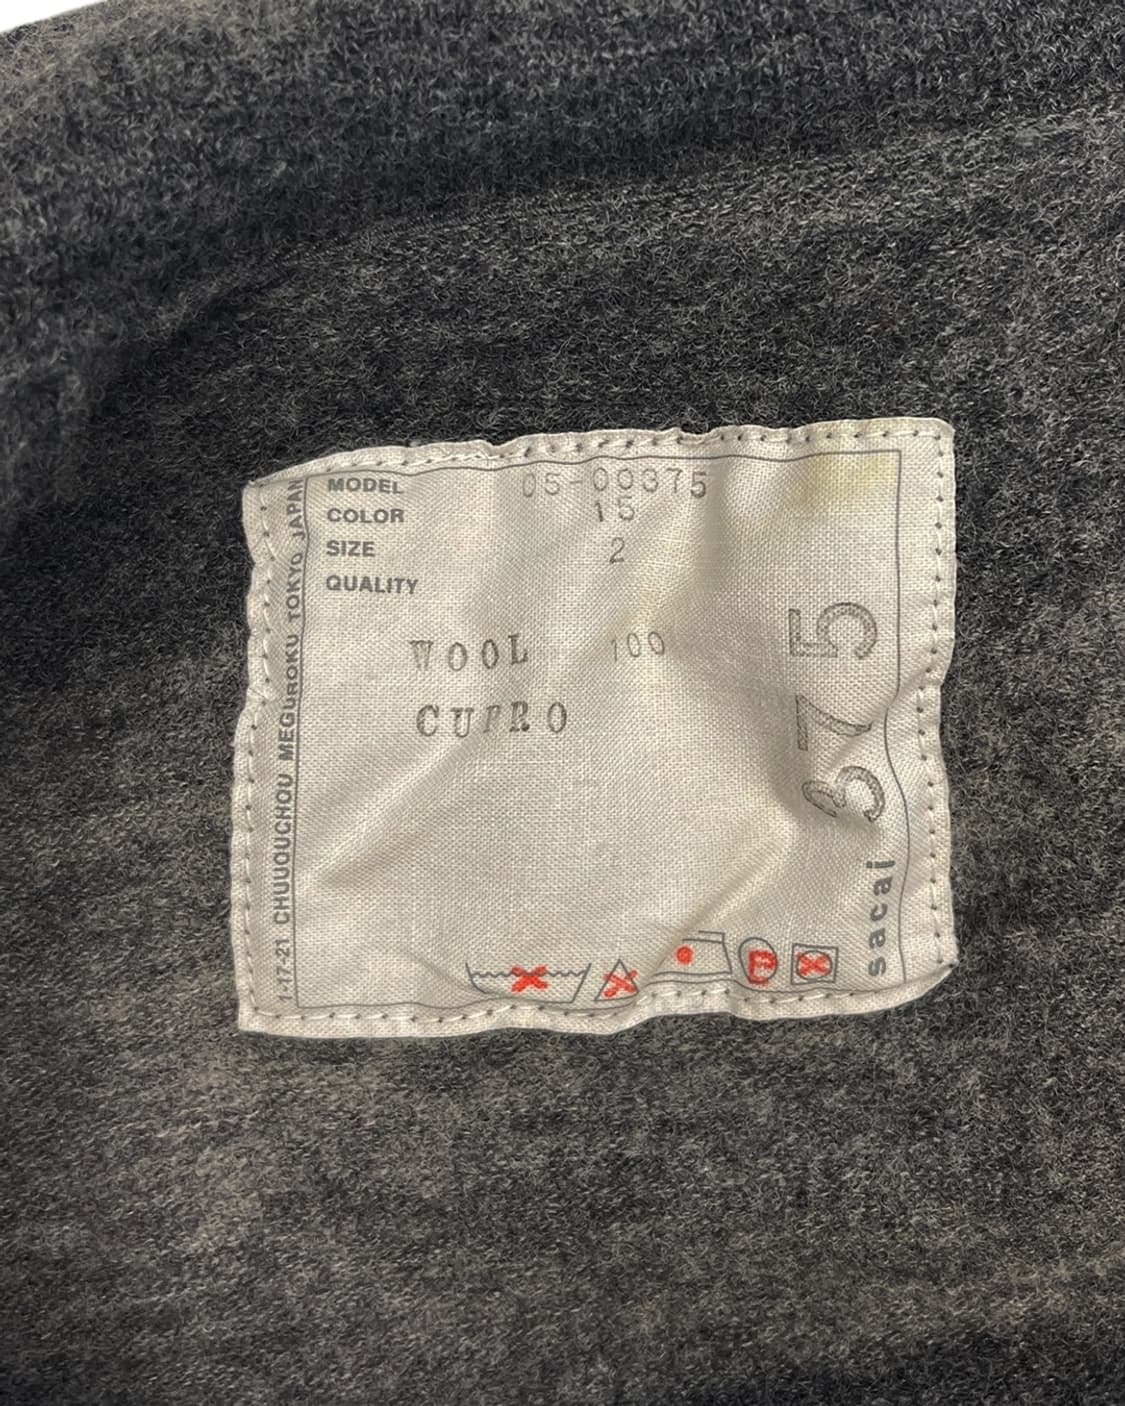 MODEL 05-00375
COLOR 15
SIZE 2
QUALITY
WOOL 100
CUFRO
375
sacai
1-17-21 CHUUOUCHOU MEGUROKU TOKYO JAPAN
P